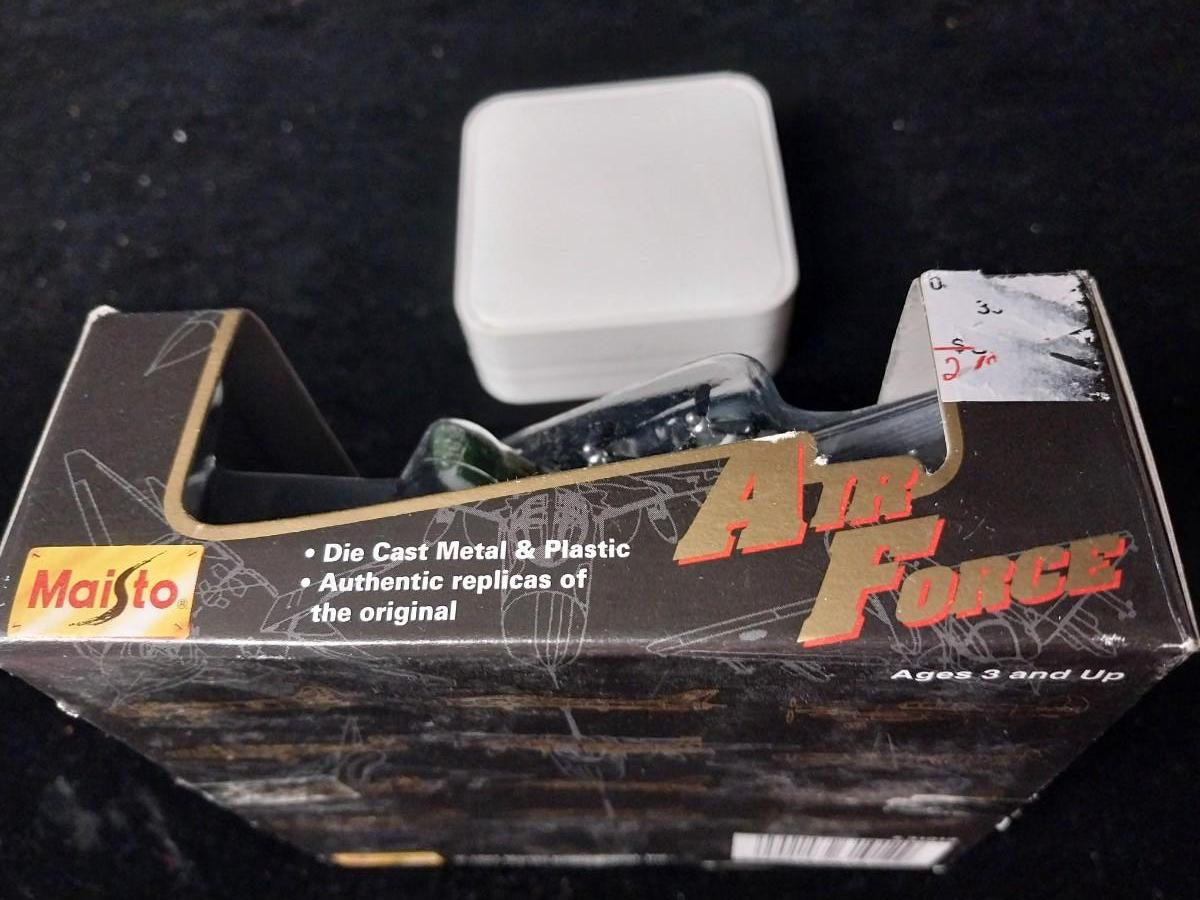 Maisto
• Die Cast Metal & Plastic
• Authentic replicas of
the original
AIR
FORCE
Ages 3 and Up